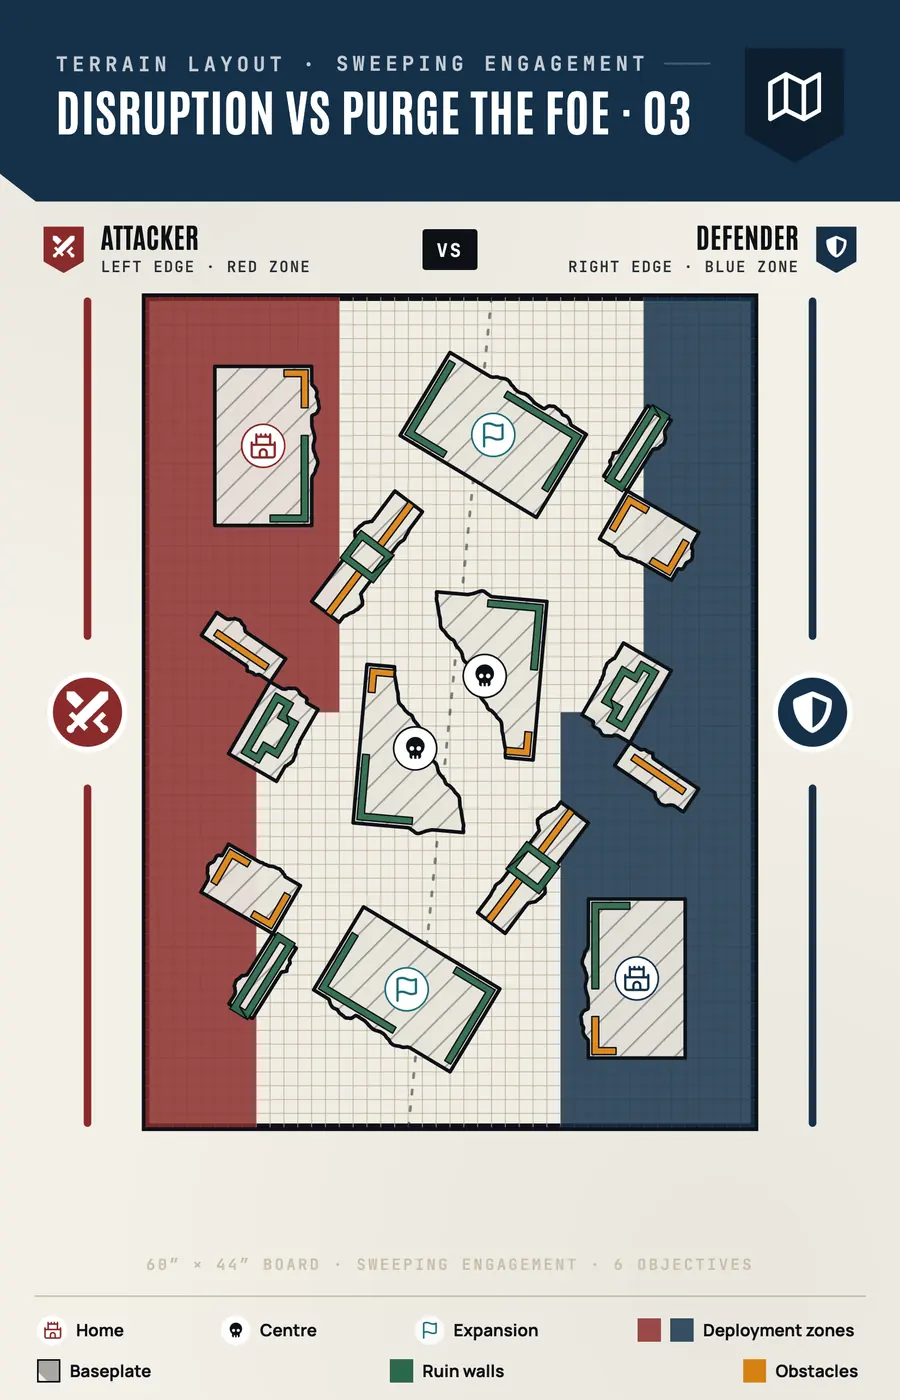 TERRAIN LAYOUT · SWEEPING ENGAGEMENT
DISRUPTION VS PURGE THE FOE · 03
ATTACKER
LEFT EDGE · RED ZONE
VS
DEFENDER
RIGHT EDGE · BLUE ZONE
60″ × 44″ BOARD · SWEEPING ENGAGEMENT · 6 OBJECTIVES
Home
Centre
Expansion
Deployment zones
Baseplate
Ruin walls
Obstacles